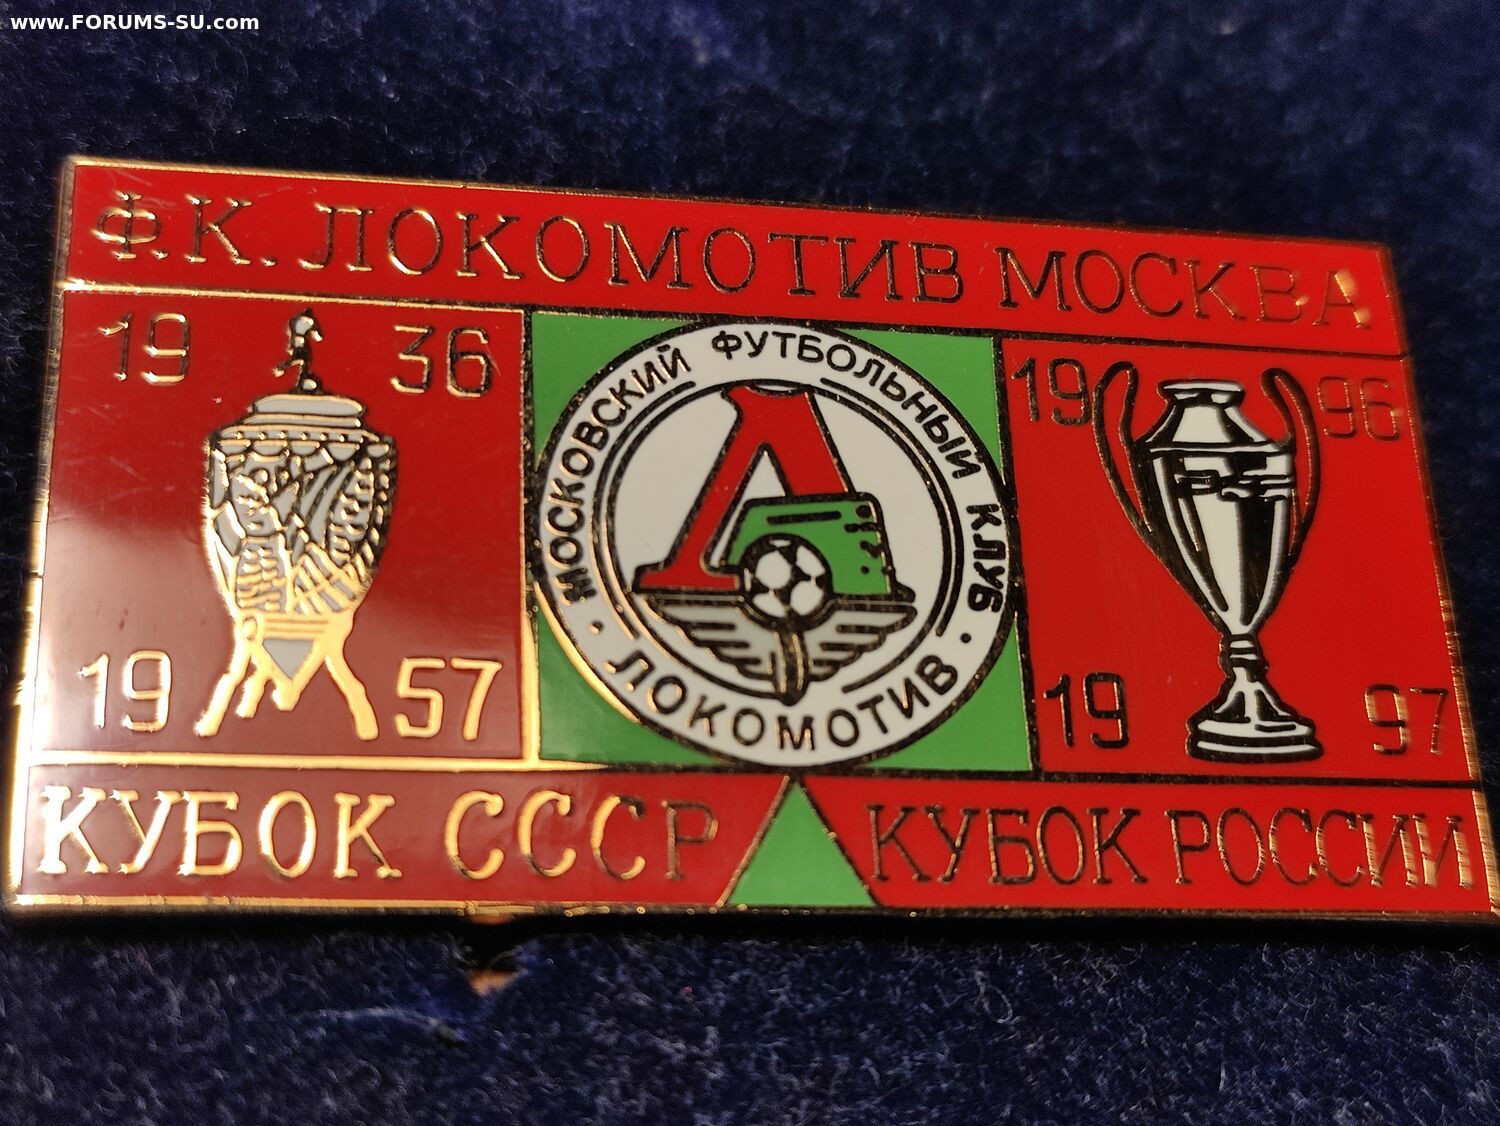 www.FORUMS-SU.com
Ф.К. ЛОКОМОТИВ МОСКВА
19 36
19 57
МОСКОВСКИЙ ФУТБОЛЬНЫЙ КЛУБ
· ЛОКОМОТИВ ·
19 96
19 97
КУБОК СССР
КУБОК РОССИИ